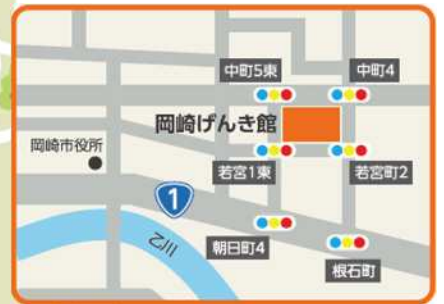 中町5東
中町4
岡崎げんき館
岡崎市役所
若宮1東
若宮町2
1
乙川
朝日町4
根石町